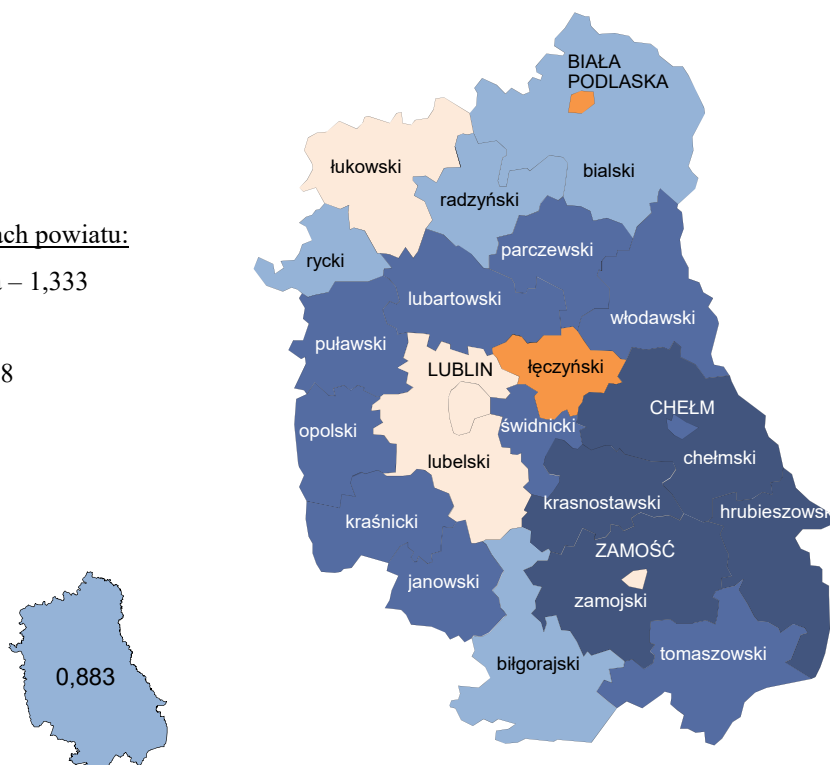 BIAŁA
PODLASKA
łukowski
bialski
radzyński
ach powiatu:
parczewski
rycki
– 1,333
lubartowski
włodawski
puławski
łęczyński
LUBLIN
8
CHEŁM
świdnicki
opolski
chełmski
lubelski
krasnostawski
hrubieszows
kraśnicki
ZAMOŚĆ
janowski
zamojski
tomaszowski
biłgorajski
0,883